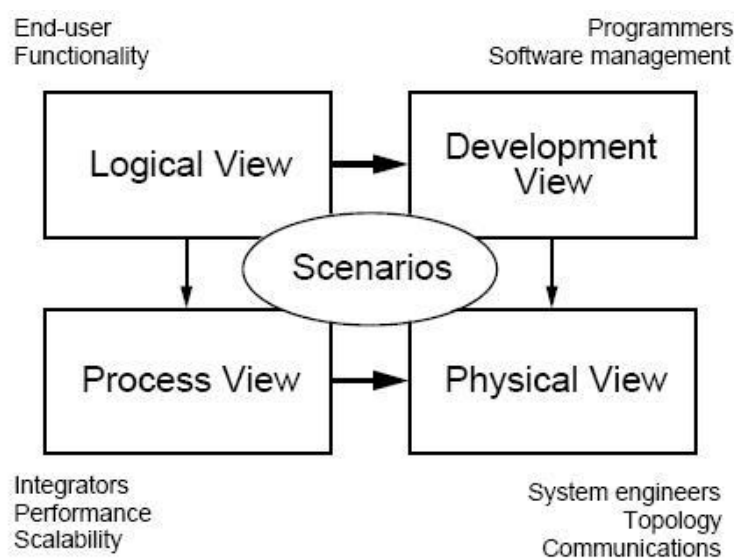 End-user
Functionality
Programmers
Software management
Logical View
Development
View
Scenarios
Process View
Physical View
Integrators
Performance
Scalability
System engineers
Topology
Communications